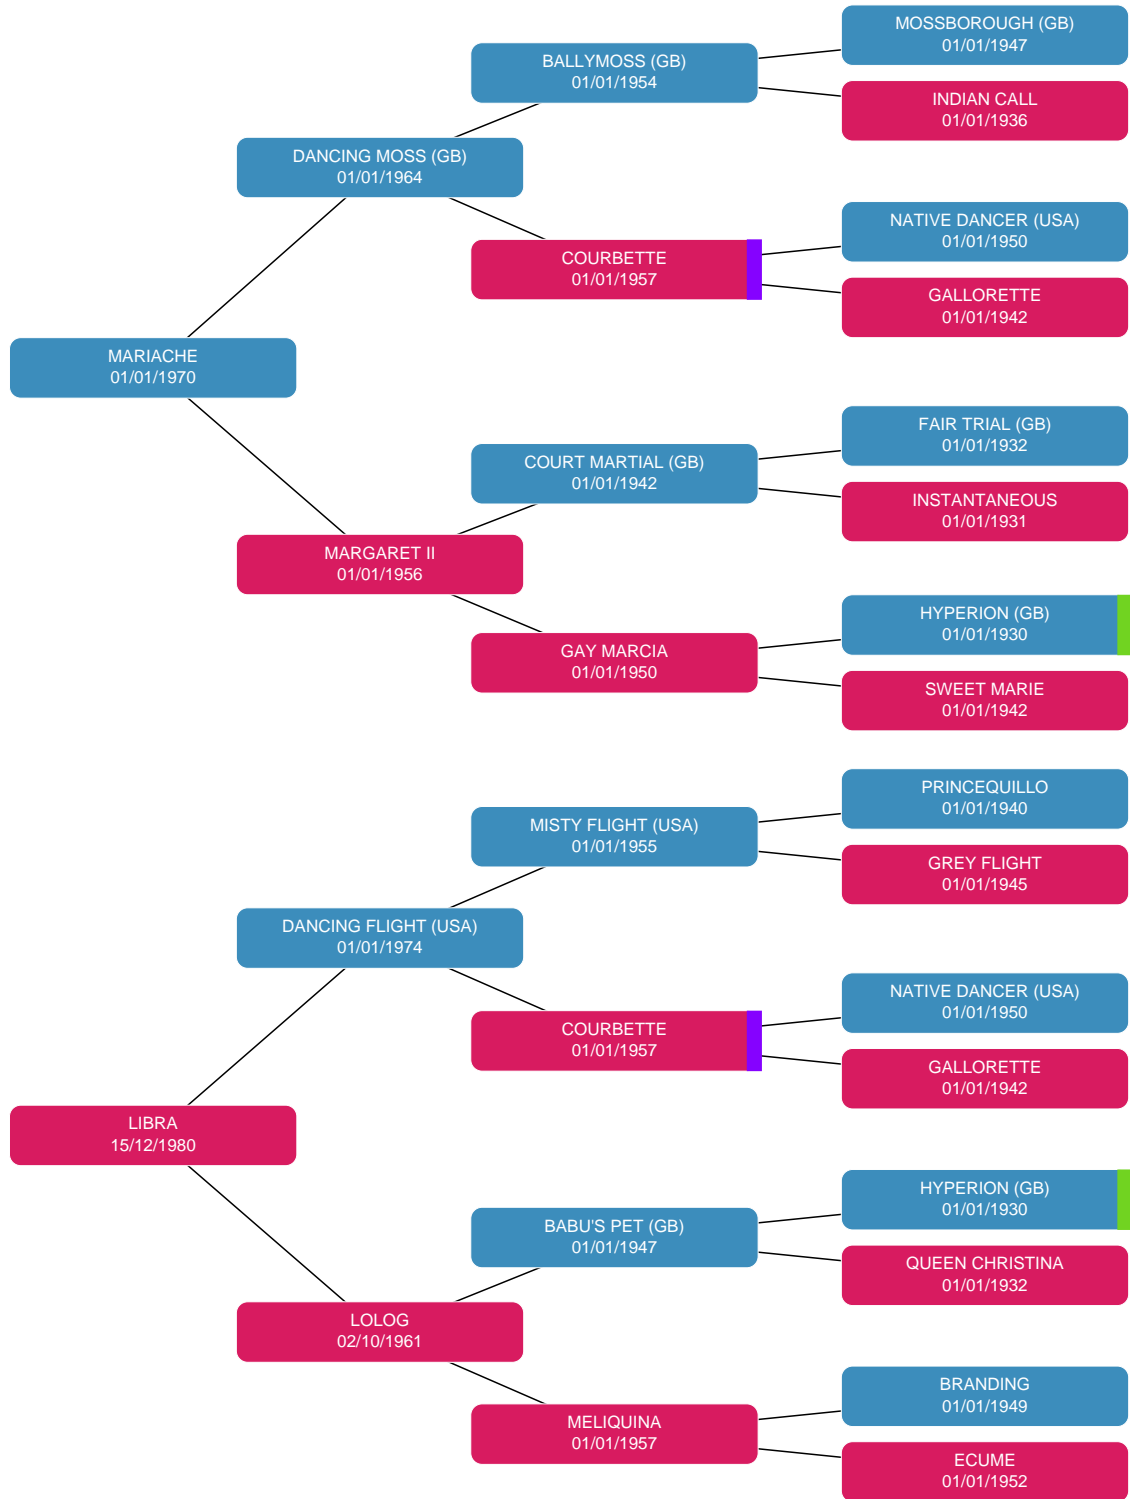 MOSSBOROUGH (GB)
01/01/1947
BALLYMOSS (GB)
01/01/1954
INDIAN CALL
01/01/1936
DANCING MOSS (GB)
01/01/1964
NATIVE DANCER (USA)
01/01/1950
COURBETTE
01/01/1957
GALLORETTE
01/01/1942
MARIACHE
01/01/1970
FAIR TRIAL (GB)
01/01/1932
COURT MARTIAL (GB)
01/01/1942
INSTANTANEOUS
01/01/1931
MARGARET II
01/01/1956
HYPERION (GB)
01/01/1930
GAY MARCIA
01/01/1950
SWEET MARIE
01/01/1942
PRINCEQUILLO
01/01/1940
MISTY FLIGHT (USA)
01/01/1955
GREY FLIGHT
01/01/1945
DANCING FLIGHT (USA)
01/01/1974
NATIVE DANCER (USA)
01/01/1950
COURBETTE
01/01/1957
GALLORETTE
01/01/1942
LIBRA
15/12/1980
HYPERION (GB)
01/01/1930
BABU'S PET (GB)
01/01/1947
QUEEN CHRISTINA
01/01/1932
LOLOG
02/10/1961
BRANDING
01/01/1949
MELIQUINA
01/01/1957
ECUME
01/01/1952